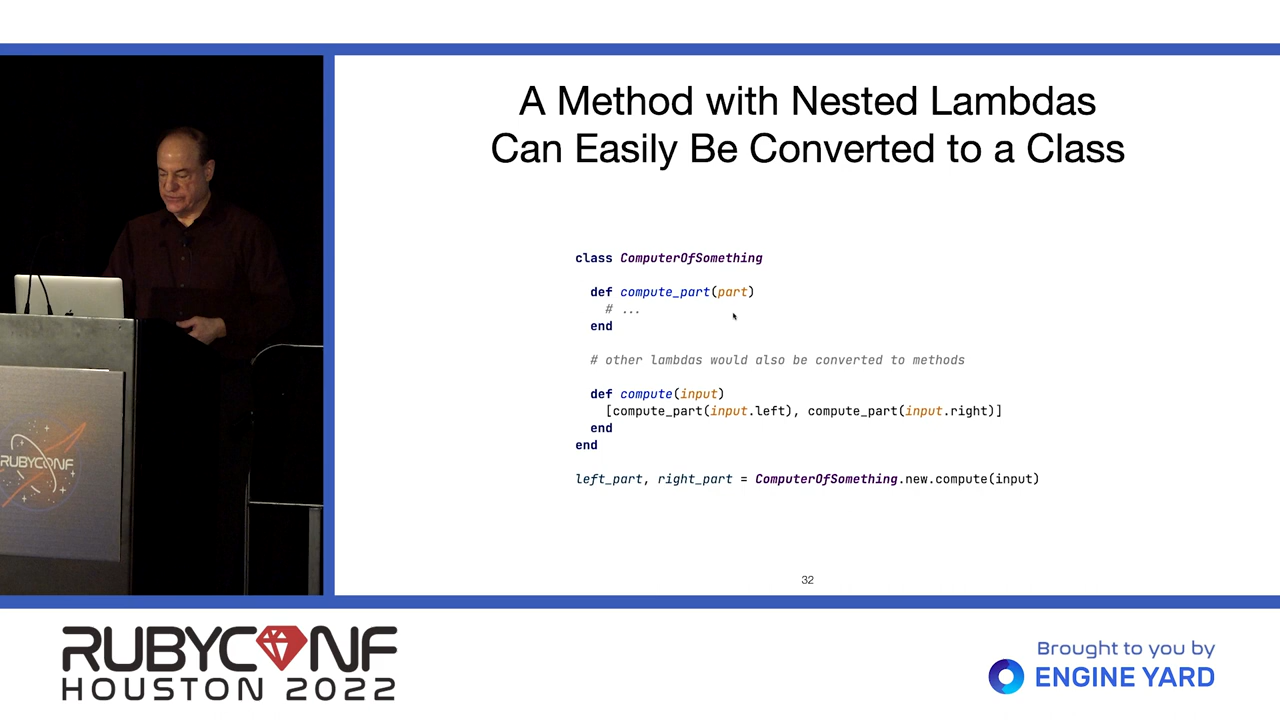 A Method with Nested Lambdas
Can Easily Be Converted to a Class
class ComputerOfSomething
def compute_part(part)
# ...
end
# other lambdas would also be converted to methods
def compute(input)
[compute_part(input.left), compute_part(input.right)]
end
end
left_part, right_part = ComputerOfSomething.new.compute(input)
32
RUBYCONF
RUBYCONF
HOUSTON 2022
Brought to you by
ENGINE YARD